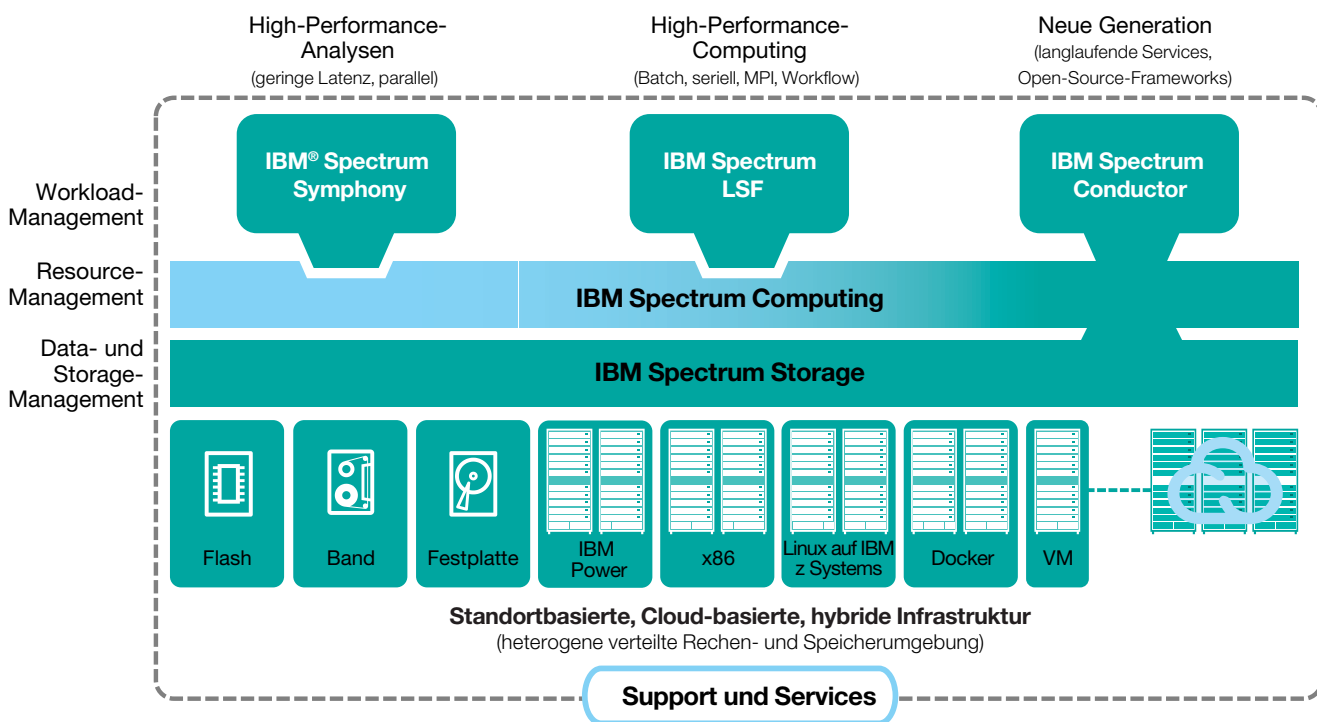 High-Performance-
Analysen
(geringe Latenz, parallel)
High-Performance-
Computing
(Batch, seriell, MPI, Workflow)
Neue Generation
(langlaufende Services,
Open-Source-Frameworks)
Workload-
Management
IBM® Spectrum
Symphony
IBM Spectrum
LSF
IBM Spectrum
Conductor
Resource-
Management
IBM Spectrum Computing
Data- und
Storage-
Management
IBM Spectrum Storage
Flash
Band
Festplatte
IBM
Power
x86
Linux auf IBM
z Systems
Docker
VM
Standortbasierte, Cloud-basierte, hybride Infrastruktur
(heterogene verteilte Rechen- und Speicherumgebung)
Support und Services